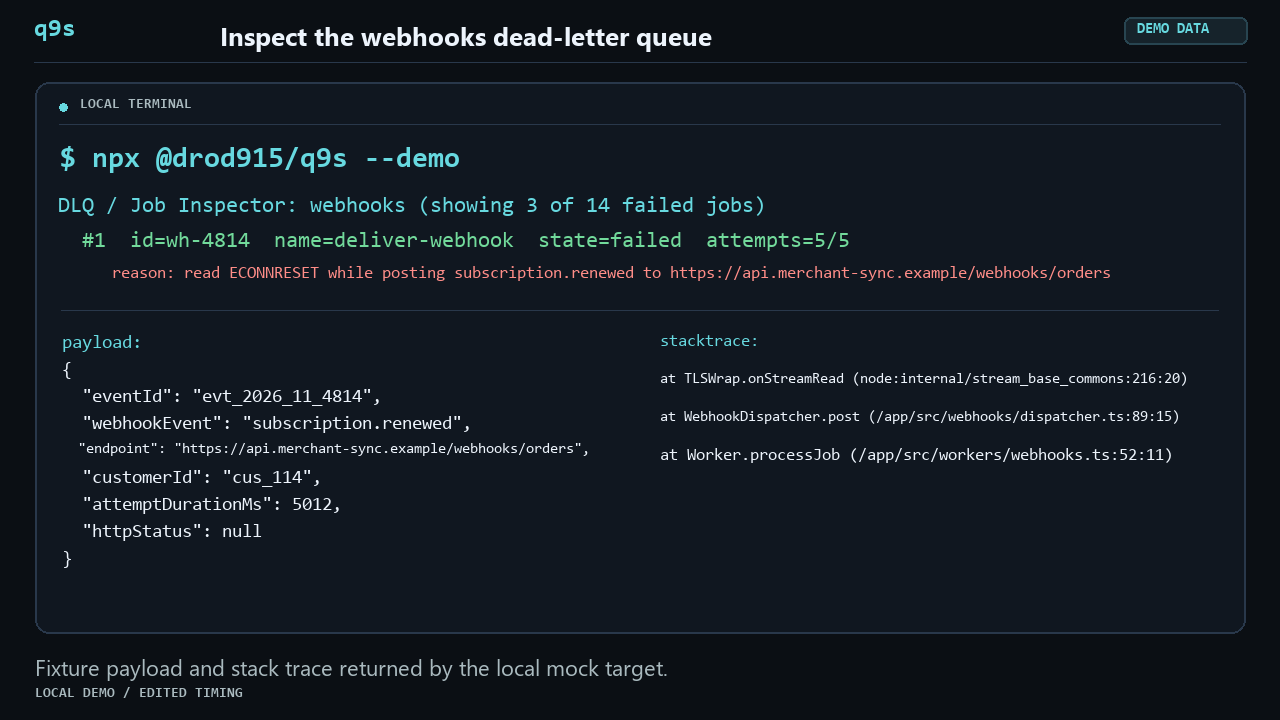 q9s
Inspect the webhooks dead-letter queue
DEMO DATA
LOCAL TERMINAL
$ npx @drod915/q9s --demo
DLQ / Job Inspector: webhooks (showing 3 of 14 failed jobs)
#1  id=wh-4814  name=deliver-webhook  state=failed  attempts=5/5
reason: read ECONNRESET while posting subscription.renewed to https://api.merchant-sync.example/webhooks/orders
payload:
{
"eventId": "evt_2026_11_4814",
"webhookEvent": "subscription.renewed",
"endpoint": "https://api.merchant-sync.example/webhooks/orders",
"customerId": "cus_114",
"attemptDurationMs": 5012,
"httpStatus": null
}
stacktrace:
at TLSWrap.onStreamRead (node:internal/stream_base_commons:216:20)
at WebhookDispatcher.post (/app/src/webhooks/dispatcher.ts:89:15)
at Worker.processJob (/app/src/workers/webhooks.ts:52:11)
Fixture payload and stack trace returned by the local mock target.
LOCAL DEMO / EDITED TIMING